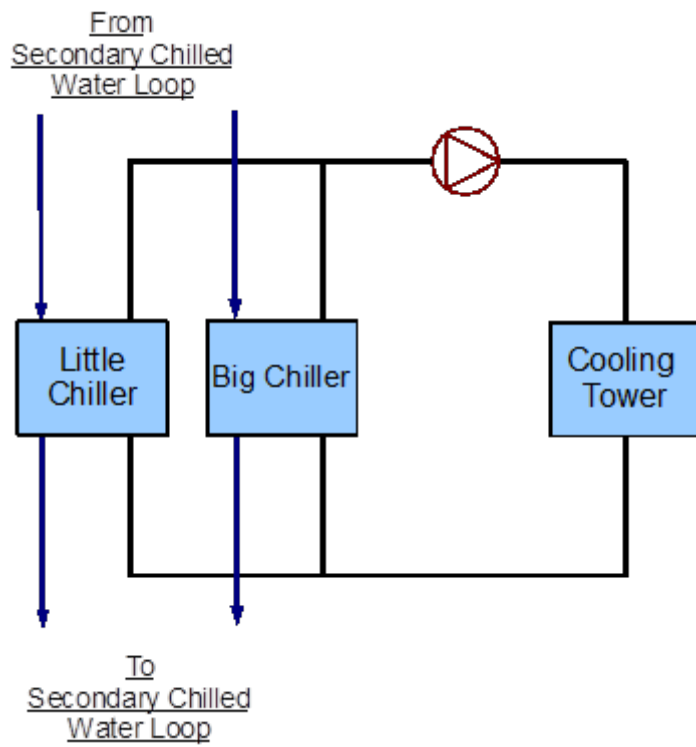 From
Secondary Chilled
Water Loop
Little
Chiller
Big Chiller
Cooling
Tower
To
Secondary Chilled
Water Loop